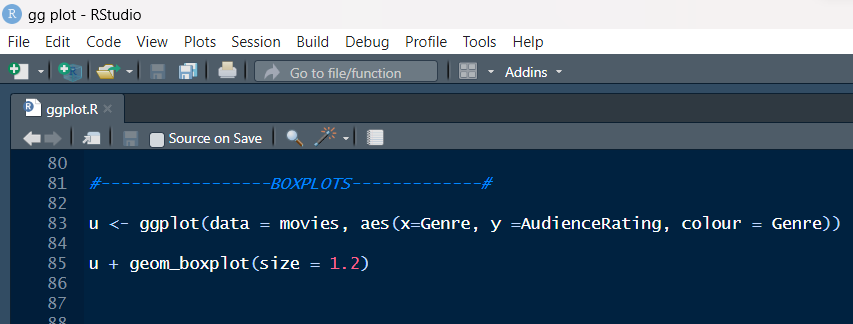 R gg plot - RStudio
File Edit Code View Plots Session Build Debug Profile Tools Help
Go to file/function Addins
ggplot.R
Source on Save
80
81 #-----------------BOXPLOTS-------------#
82
83 u <- ggplot(data = movies, aes(x=Genre, y =AudienceRating, colour = Genre))
84
85 u + geom_boxplot(size = 1.2)
86
87
88